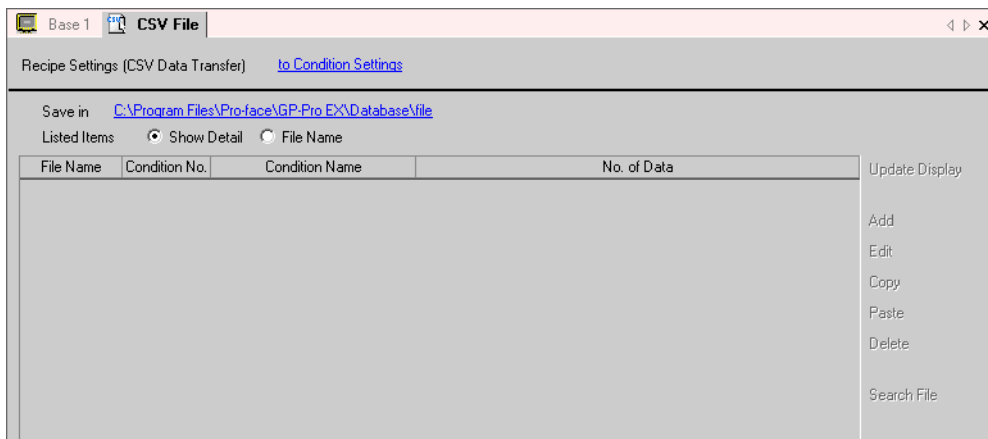 Base 1 CSV File
Recipe Settings (CSV Data Transfer) to Condition Settings
Save in C:\Program Files\Pro-face\GP-Pro EX\Database\file
Listed Items Show Detail File Name
File Name Condition No. Condition Name No. of Data
Update Display
Add
Edit
Copy
Paste
Delete
Search File